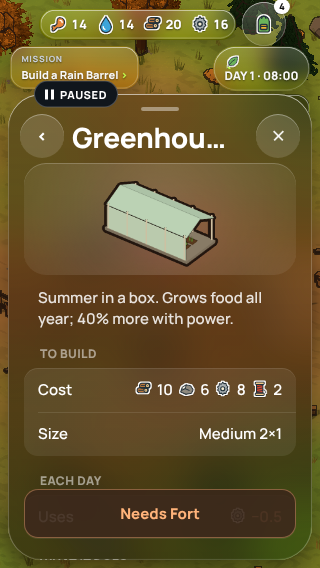 14 14 20 16
4
MISSION
Build a Rain Barrel ›
DAY 1 · 08:00
PAUSED
Greenhou...
Summer in a box. Grows food all
year; 40% more with power.
TO BUILD
Cost 10 6 8 2
Size Medium 2×1
EACH DAY
Uses −0.5
Needs Fort